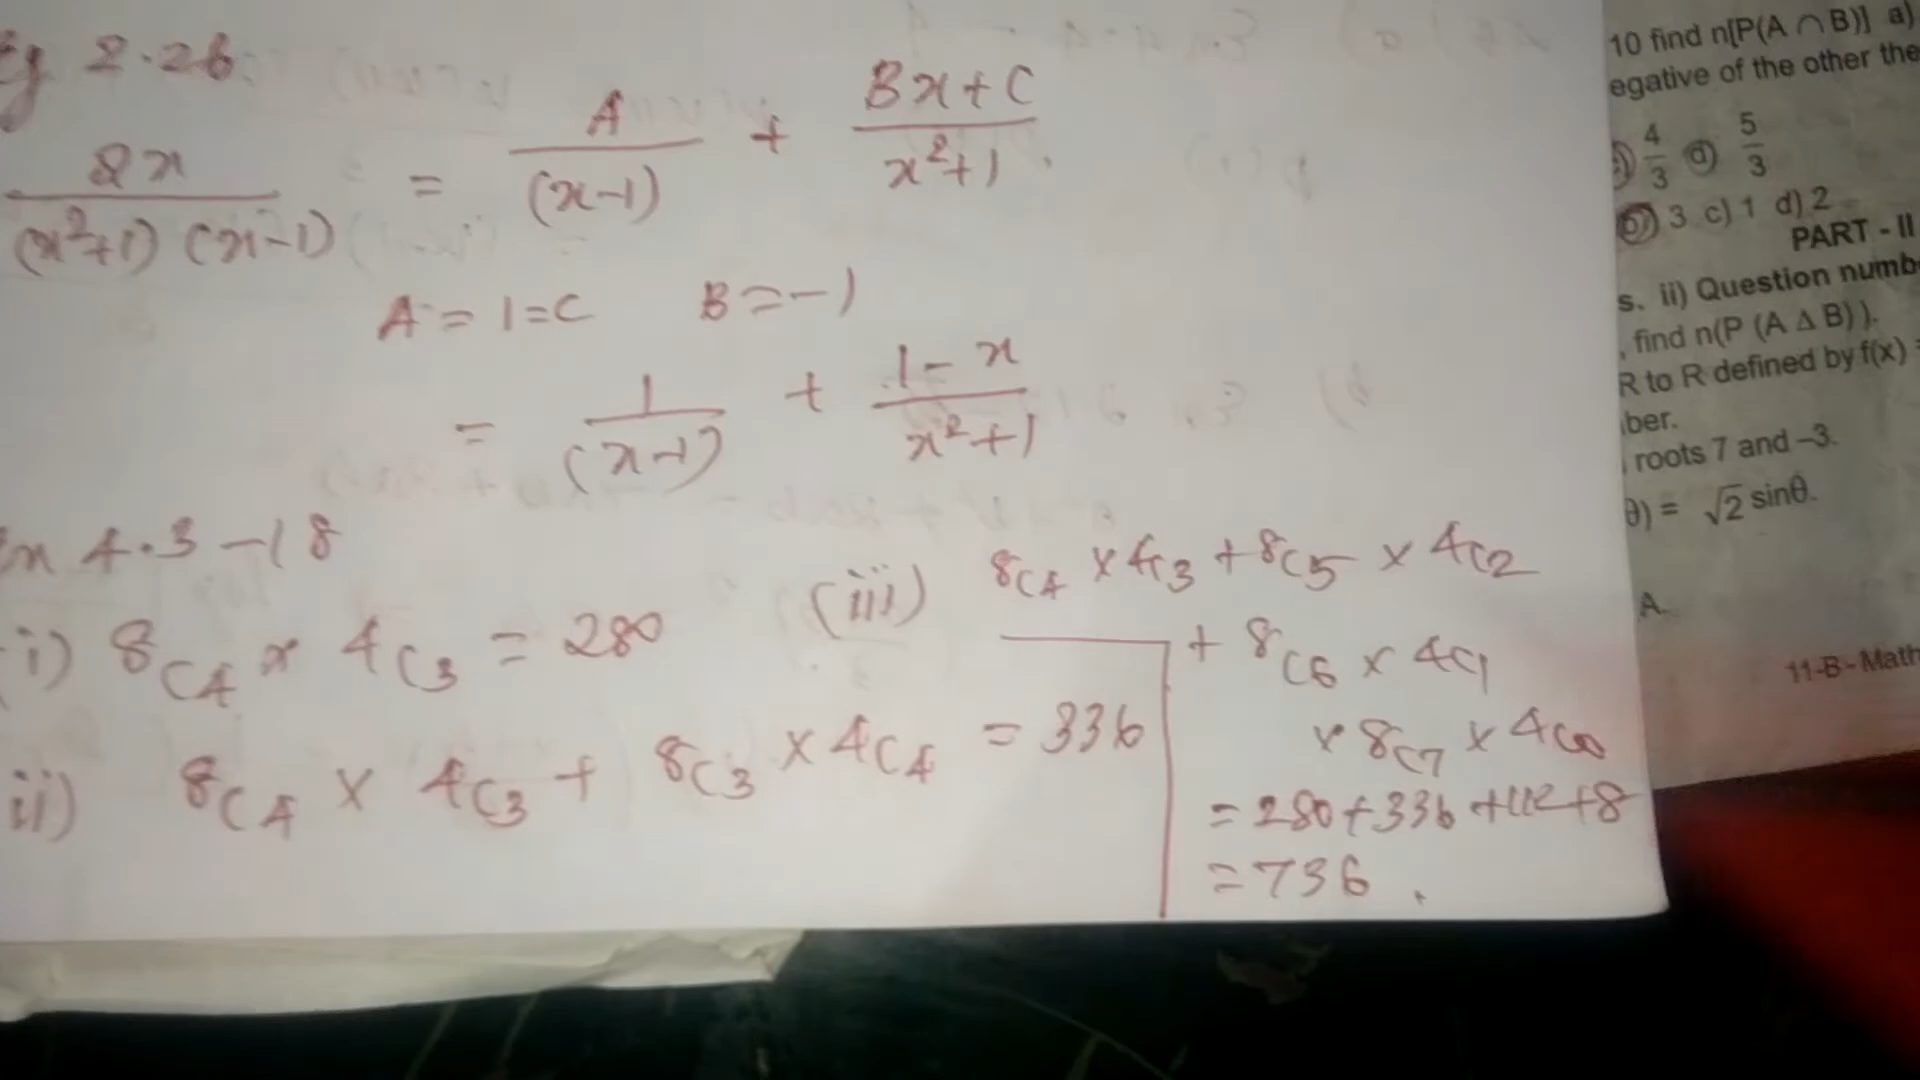 Eg 2.26
2x / (x²+1) (x-1) = A / (x-1) + Bx+C / x²+1
A = 1 = C B = -1
= 1 / (x-1) + 1-x / x²+1
Ex 4.3 - 18
i) 8C4 x 4C3 = 280
ii) 8C4 x 4C3 + 8C3 x 4C4 = 336
(iii) 8C4 x 4C3 + 8C5 x 4C2
+ 8C6 x 4C1
x 8C7 x 4C0
= 280+336+112+8
= 736.
10 find n[P(A ∩ B)] a)
egative of the other the
4/3 d) 5/3
b) 3 c) 1 d) 2
PART - II
s. ii) Question numb
, find n(P (A Δ B) ).
R to R defined by f(x) =
ber.
roots 7 and -3.
θ) = √2 sinθ.
A.
11-B-Math